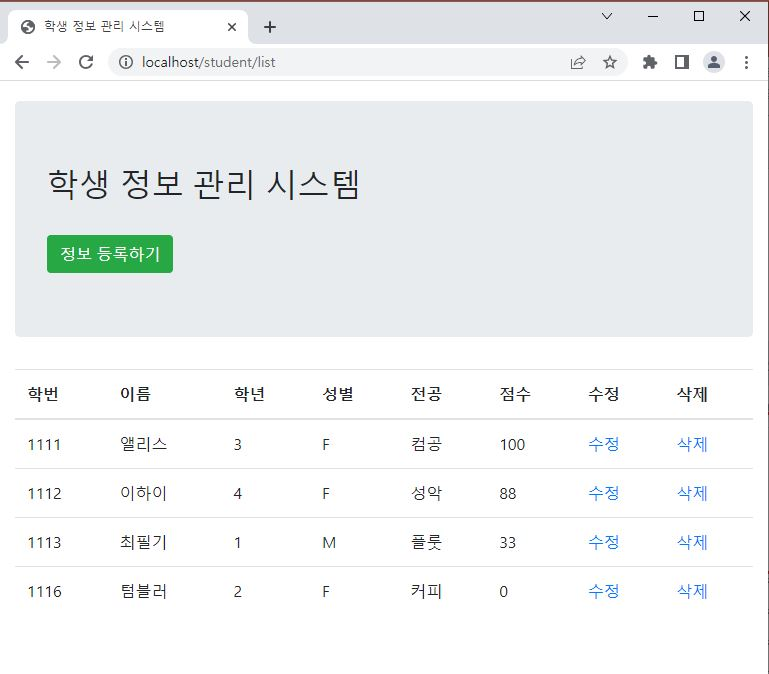 학생 정보 관리 시스템
localhost/student/list
학생 정보 관리 시스템
정보 등록하기
학번 이름 학년 성별 전공 점수 수정 삭제
1111 앨리스 3 F 컴공 100 수정 삭제
1112 이하이 4 F 성악 88 수정 삭제
1113 최필기 1 M 플룻 33 수정 삭제
1116 텀블러 2 F 커피 0 수정 삭제